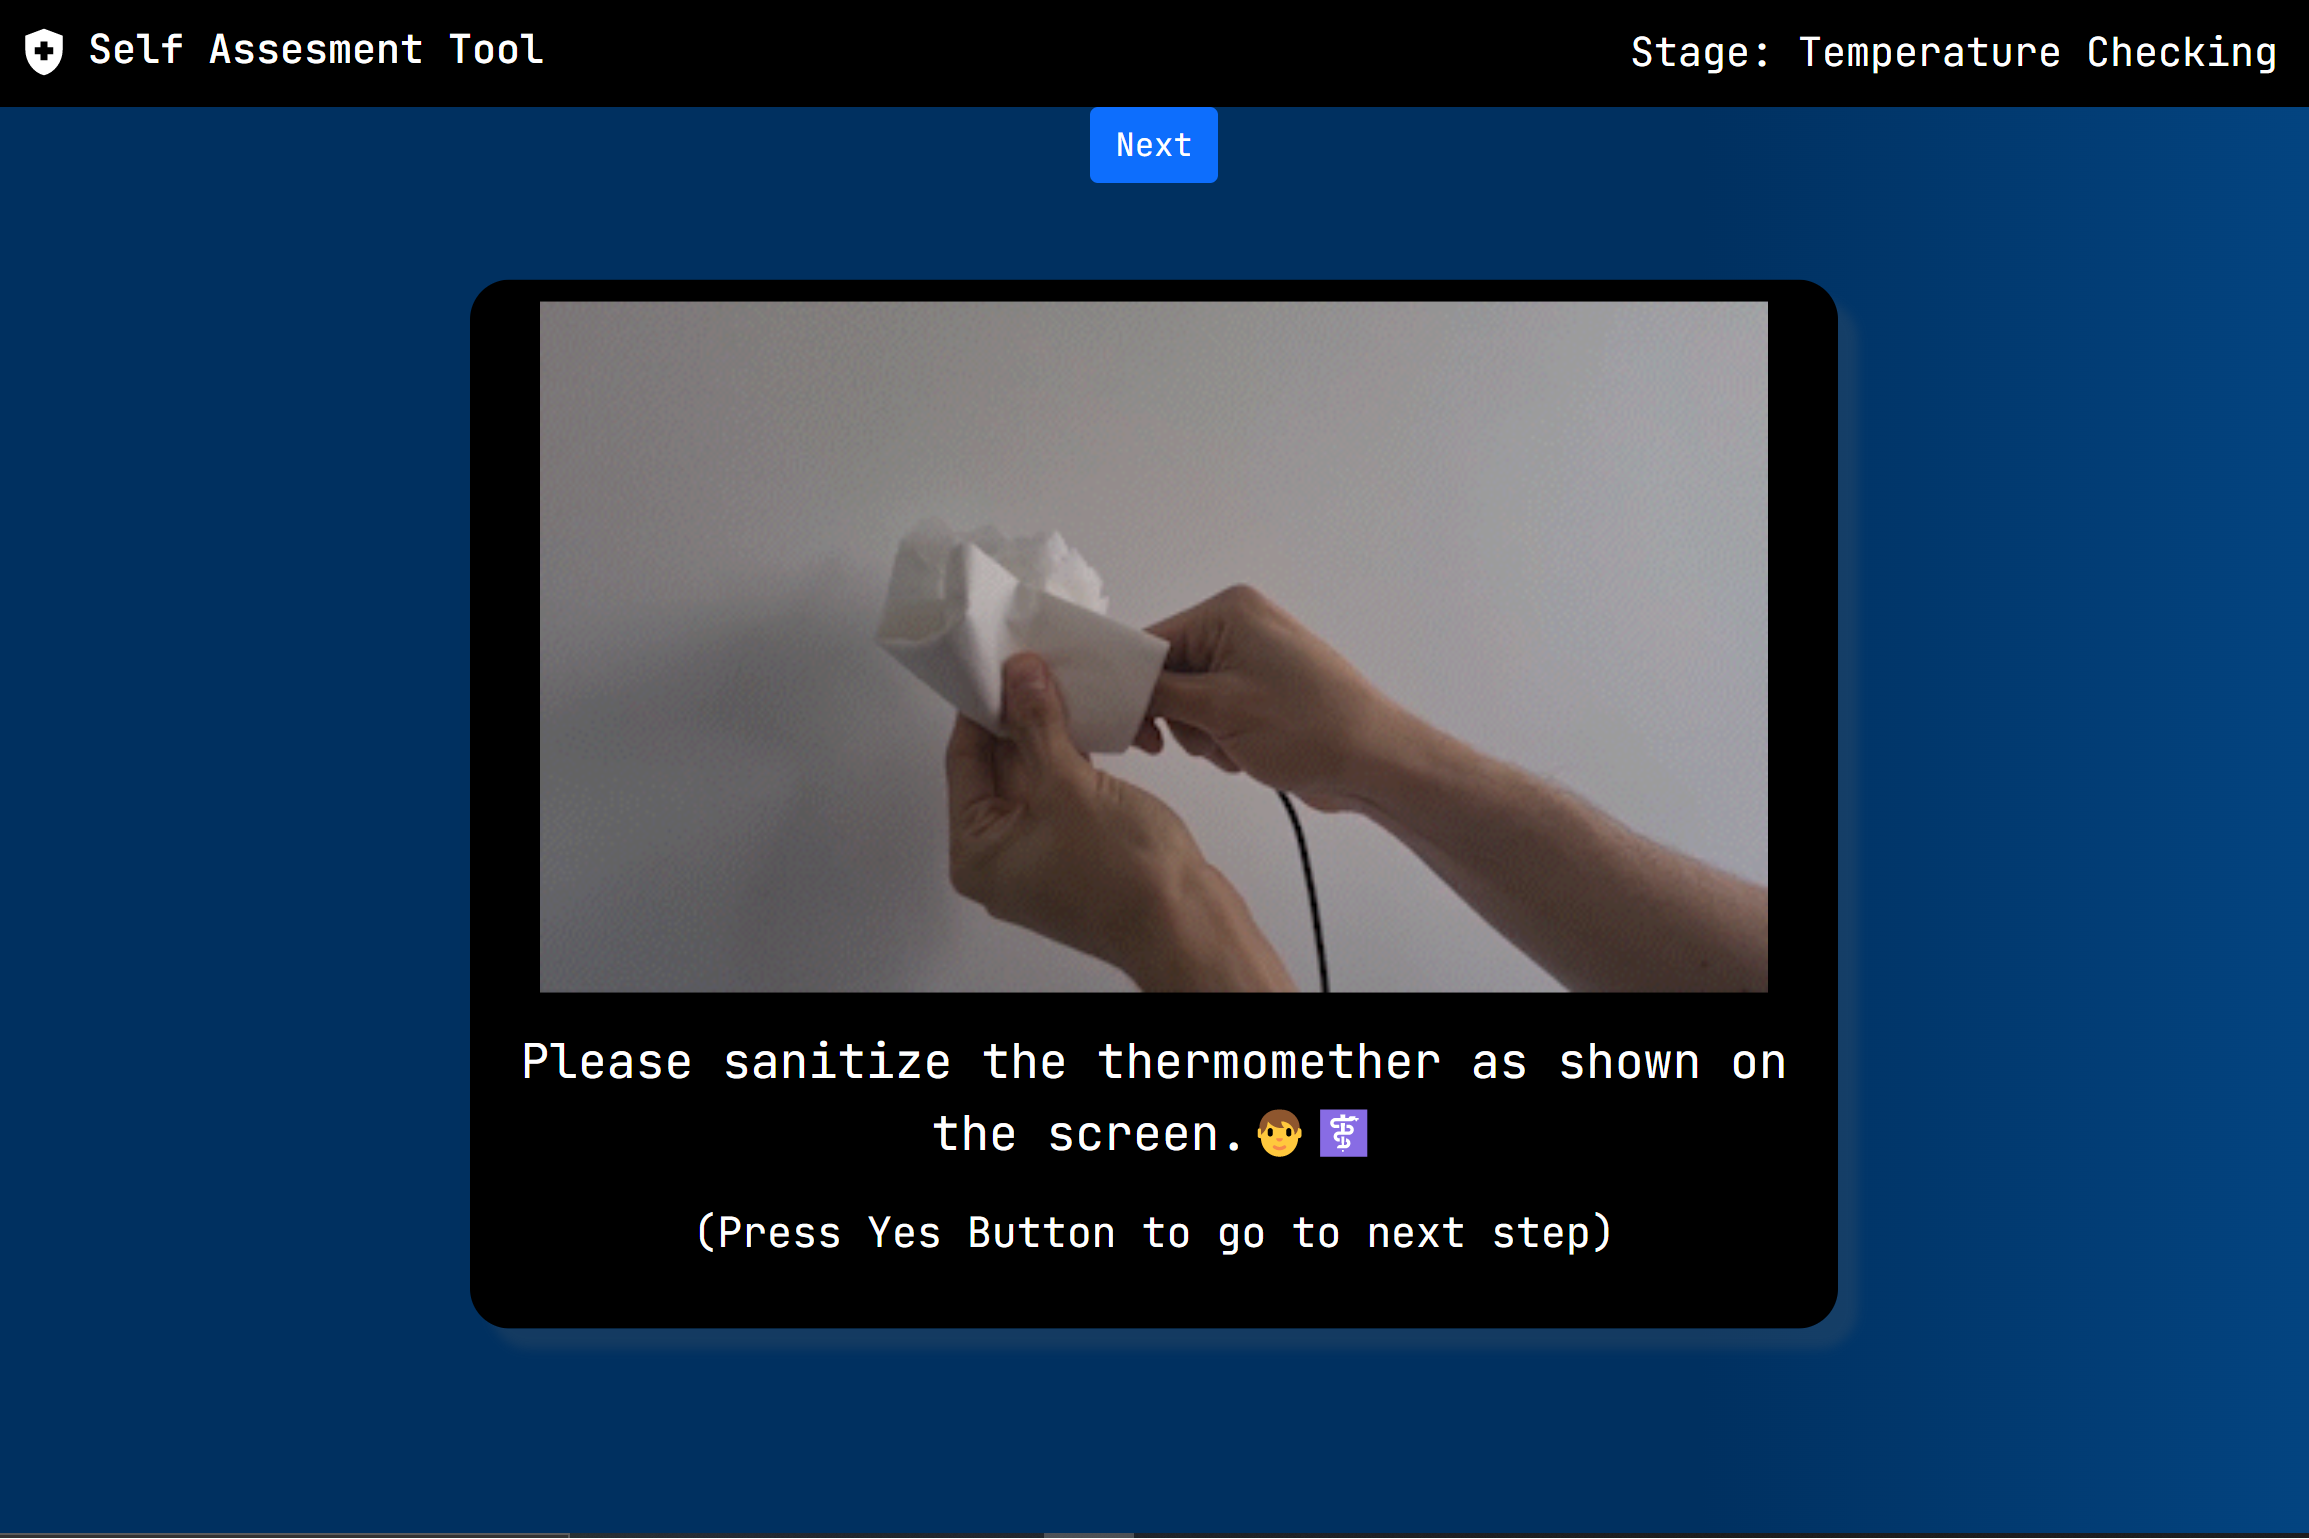 Self Assesment Tool
Stage: Temperature Checking
Next
Please sanitize the thermomether as shown on
the screen.👦⚕️
(Press Yes Button to go to next step)